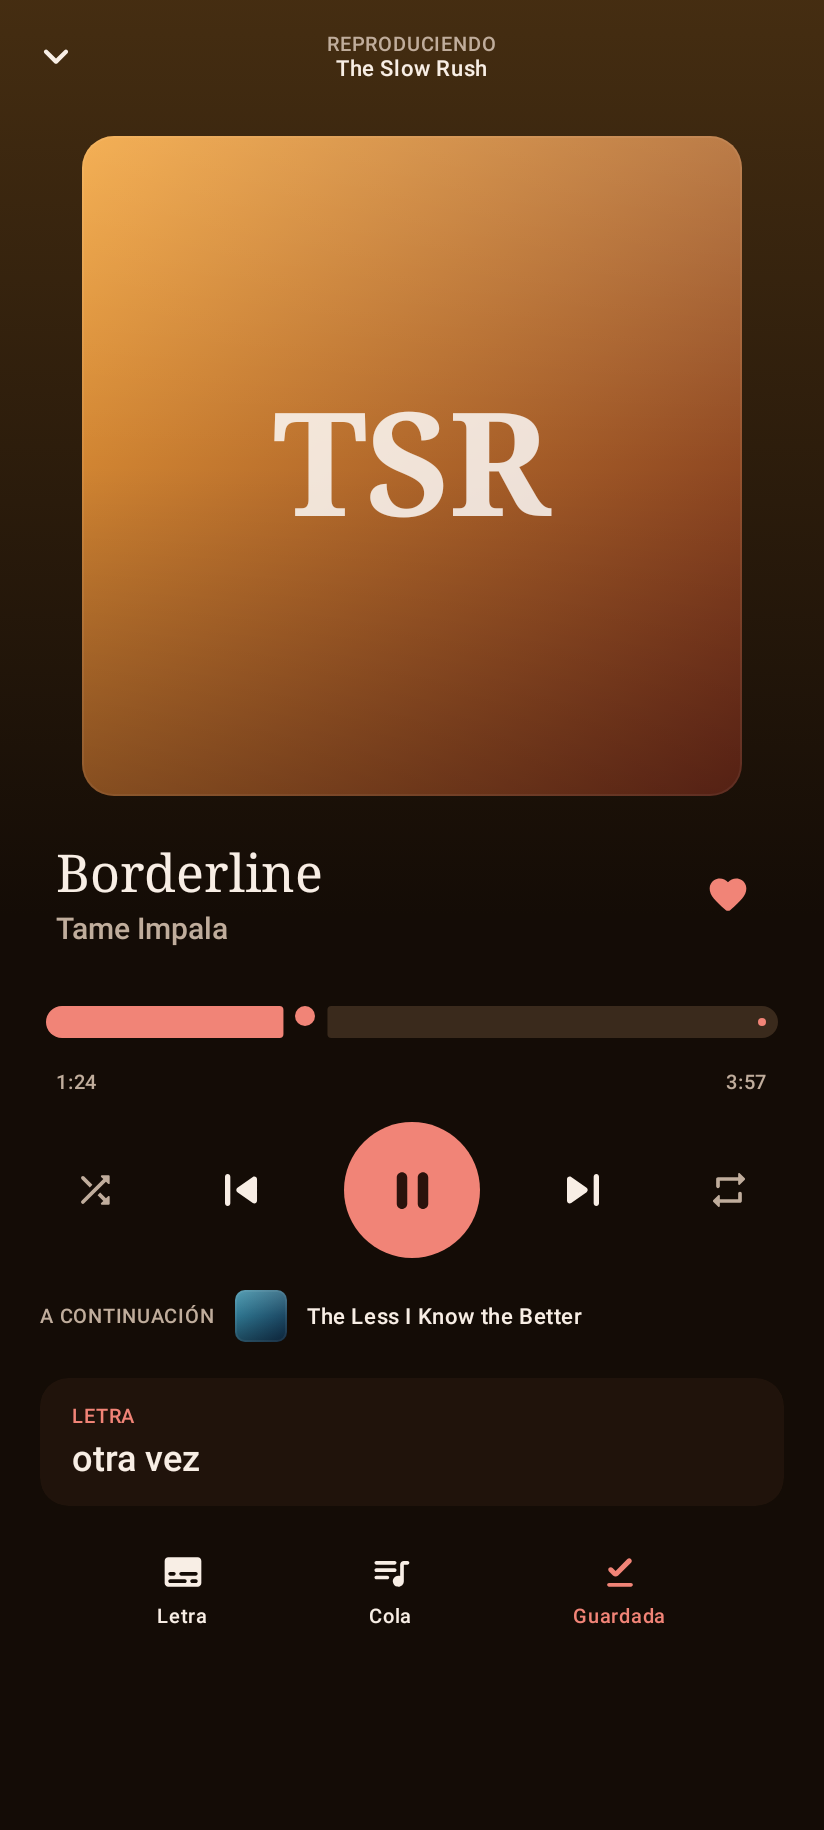 REPRODUCIENDO
The Slow Rush
TSR
Borderline
Tame Impala
1:24
3:57
A CONTINUACIÓN
The Less I Know the Better
LETRA
otra vez
Letra
Cola
Guardada